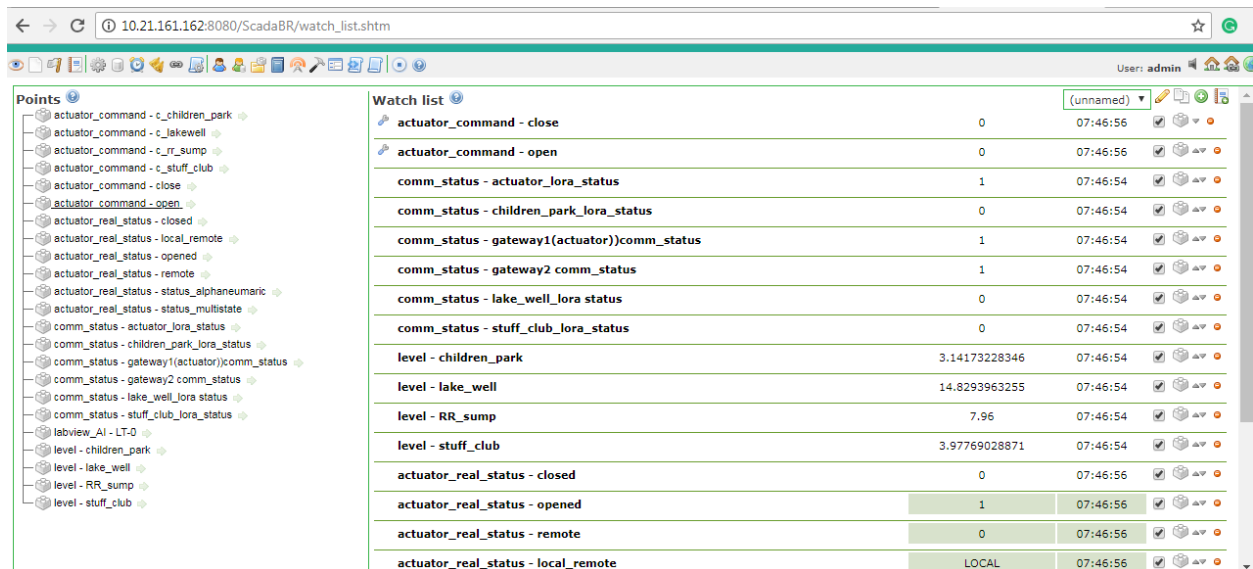 10.21.161.162:8080/ScadaBR/watch_list.shtm
User: admin
Points
actuator_command - c_children_park
actuator_command - c_lakewell
actuator_command - c_rr_sump
actuator_command - c_stuff_club
actuator_command - close
actuator_command - open
actuator_real_status - closed
actuator_real_status - local_remote
actuator_real_status - opened
actuator_real_status - remote
actuator_real_status - status_alphaneumaric
actuator_real_status - status_multistate
comm_status - actuator_lora_status
comm_status - children_park_lora_status
comm_status - gateway1(actuator))comm_status
comm_status - gateway2 comm_status
comm_status - lake_well_lora status
comm_status - stuff_club_lora_status
labview_AI - LT-0
level - children_park
level - lake_well
level - RR_sump
level - stuff_club
Watch list (unnamed)
actuator_command - close 0 07:46:56
actuator_command - open 0 07:46:56
comm_status - actuator_lora_status 1 07:46:54
comm_status - children_park_lora_status 0 07:46:54
comm_status - gateway1(actuator))comm_status 1 07:46:54
comm_status - gateway2 comm_status 1 07:46:54
comm_status - lake_well_lora status 0 07:46:54
comm_status - stuff_club_lora_status 0 07:46:54
level - children_park 3.14173228346 07:46:54
level - lake_well 14.8293963255 07:46:54
level - RR_sump 7.96 07:46:54
level - stuff_club 3.97769028871 07:46:54
actuator_real_status - closed 0 07:46:56
actuator_real_status - opened 1 07:46:56
actuator_real_status - remote 0 07:46:56
actuator_real_status - local_remote LOCAL 07:46:56